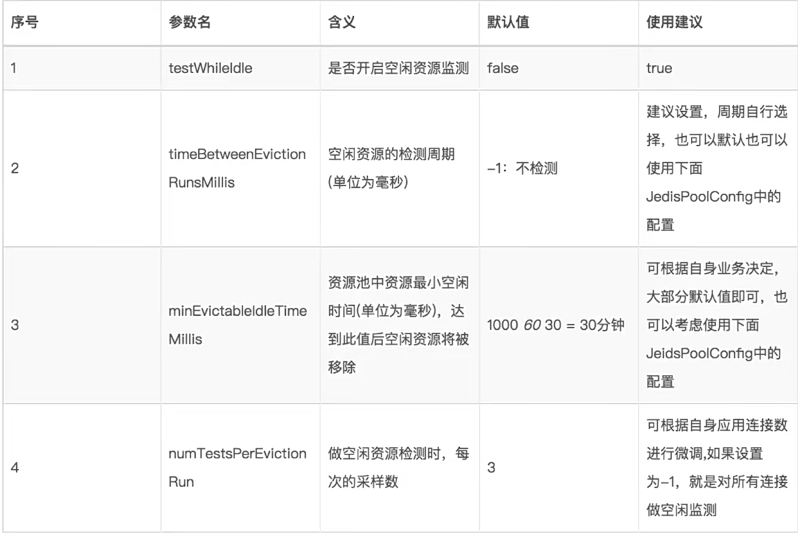 序号 参数名 含义 默认值 使用建议
1 testWhileIdle 是否开启空闲资源监测 false true
2
timeBetweenEviction
RunsMillis
空闲资源的检测周期
(单位为毫秒)
-1：不检测
建议设置，周期自行选
择，也可以默认也可以
使用下面
JedisPoolConfig中的
配置
3
minEvictableIdleTime
Millis
资源池中资源最小空闲
时间(单位为毫秒)，达
到此值后空闲资源将被
移除
1000 60 30 = 30分钟
可根据自身业务决定，
大部分默认值即可，也
可以考虑使用下面
JeidsPoolConfig中的
配置
4
numTestsPerEviction
Run
做空闲资源检测时，每
次的采样数
3
可根据自身应用连接数
进行微调,如果设置
为-1，就是对所有连接
做空闲监测